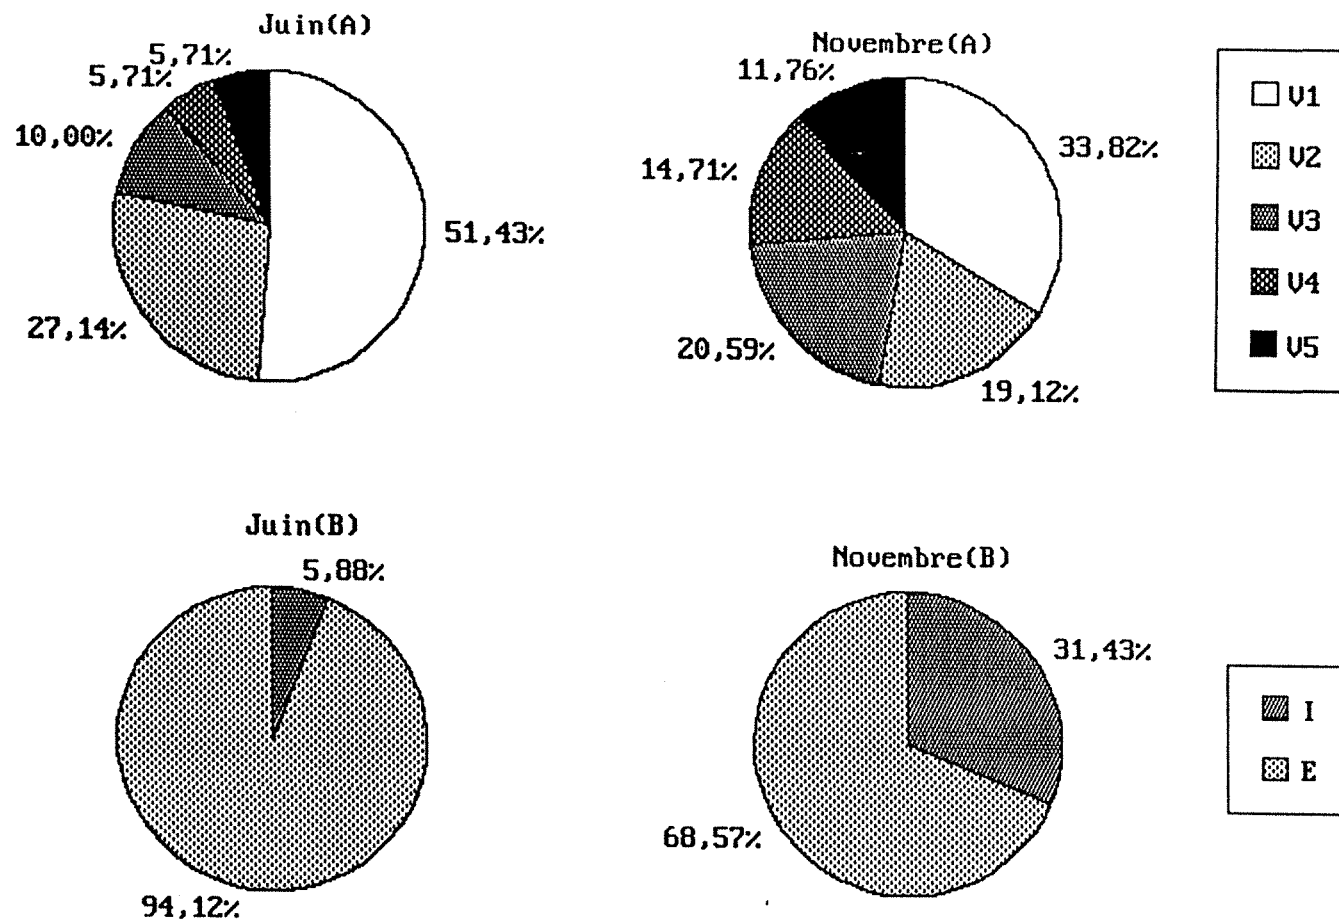 Juin(A)
5,71%
5,71%
10,00%
27,14%
51,43%
Novembre(A)
11,76%
14,71%
20,59%
19,12%
33,82%
V1
V2
V3
V4
V5
Juin(B)
5,88%
94,12%
Novembre(B)
31,43%
68,57%
I
E